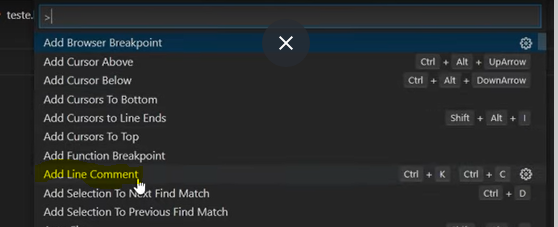 teste.
>
Add Browser Breakpoint
Add Cursor Above Ctrl + Alt + UpArrow
Add Cursor Below Ctrl + Alt + DownArrow
Add Cursors To Bottom
Add Cursors to Line Ends Shift + Alt + I
Add Cursors To Top
Add Function Breakpoint
Add Line Comment Ctrl + K Ctrl + C
Add Selection To Next Find Match Ctrl + D
Add Selection To Previous Find Match